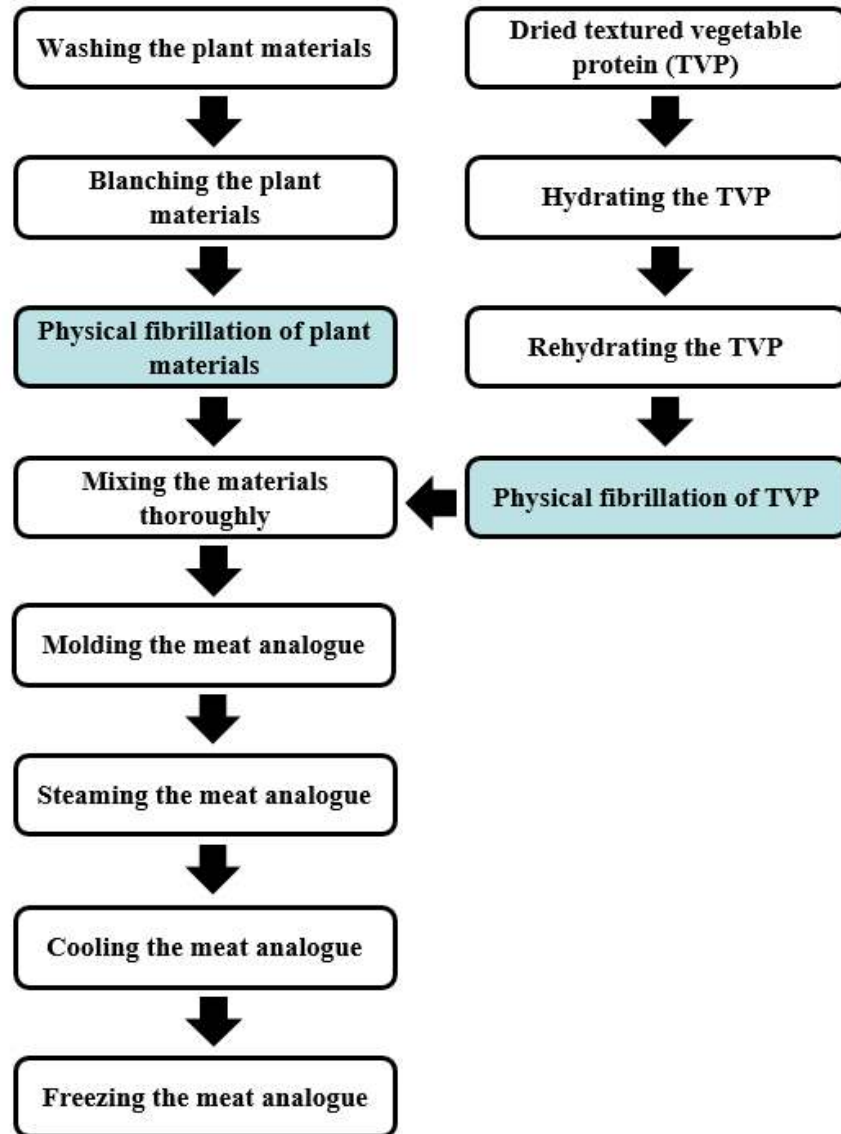 Washing the plant materials
Blanching the plant
materials
Physical fibrillation of plant
materials
Mixing the materials
thoroughly
Molding the meat analogue
Steaming the meat analogue
Cooling the meat analogue
Freezing the meat analogue
Dried textured vegetable
protein (TVP)
Hydrating the TVP
Rehydrating the TVP
Physical fibrillation of TVP